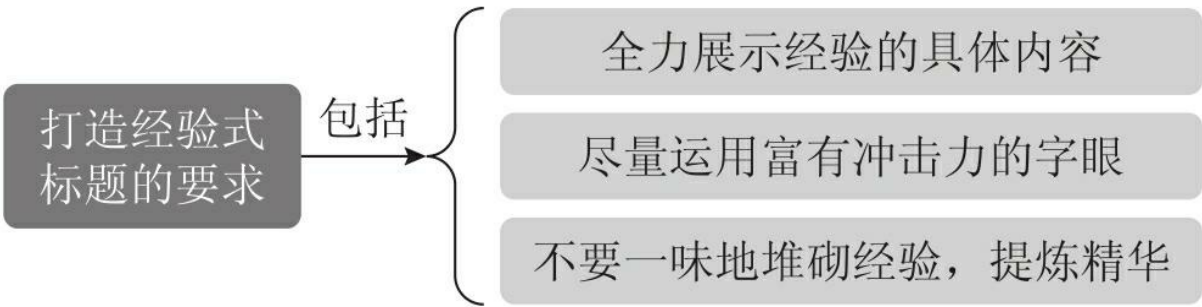 打造经验式
标题的要求
包括
全力展示经验的具体内容
尽量运用富有冲击力的字眼
不要一味地堆砌经验，提炼精华